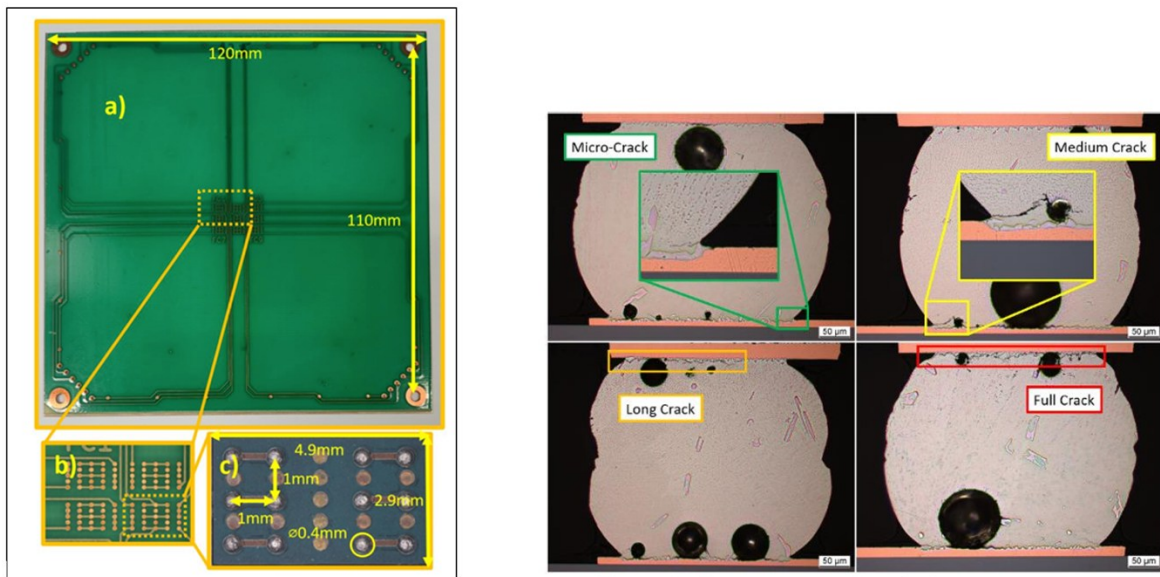 120mm
a)
110mm
b)
c)
4.9mm
1mm
2.9mm
1mm
⌀0.4mm
Micro-Crack
50 µm
Medium Crack
50 µm
Long Crack
50 µm
Full Crack
50 µm